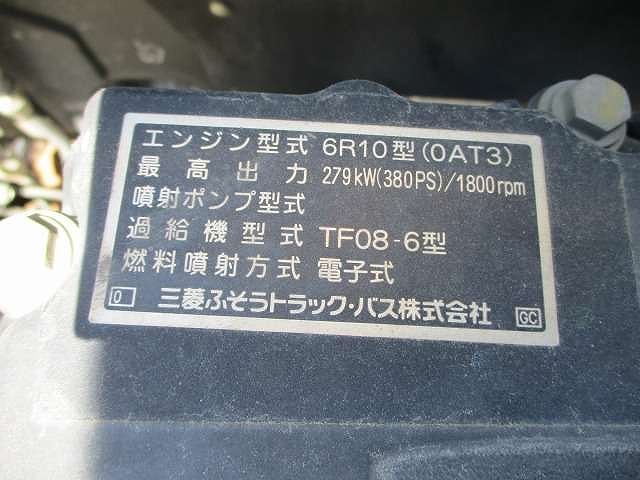 エンジン型式 6R10型(0AT3)
最高出力 279kW(380PS)/1800rpm
噴射ポンプ型式
過給機型式 TF08-6型
燃料噴射方式 電子式
0 三菱ふそうトラック・バス株式会社 GC